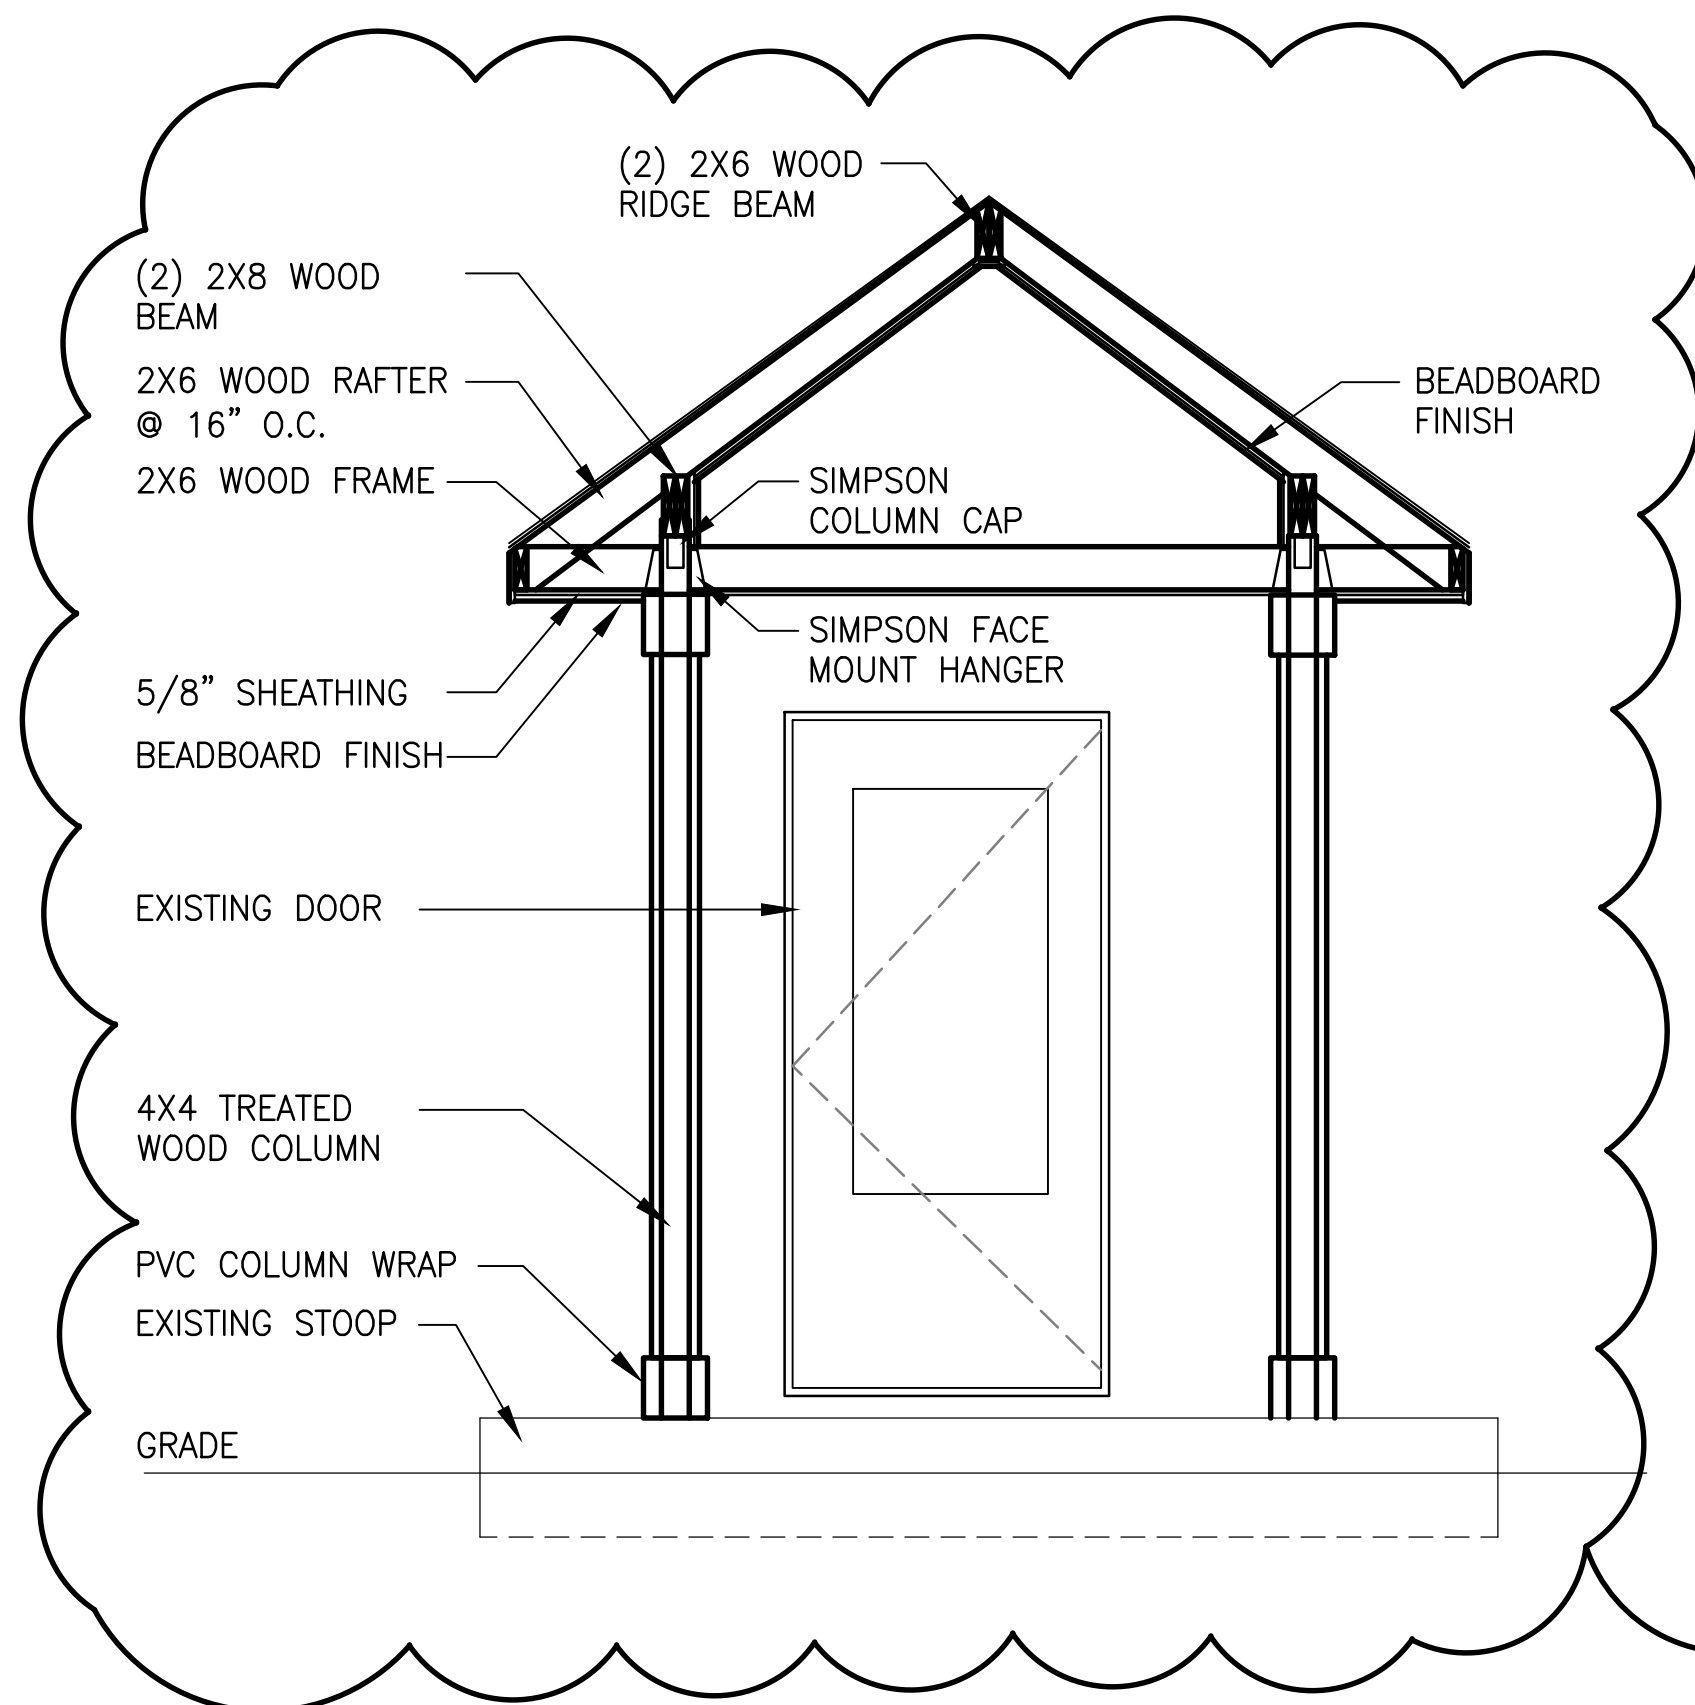 (2) 2X6 WOOD
RIDGE BEAM
(2) 2X8 WOOD
BEAM
2X6 WOOD RAFTER
@ 16” O.C.
2X6 WOOD FRAME
BEADBOARD
FINISH
SIMPSON
COLUMN CAP
SIMPSON FACE
MOUNT HANGER
5/8” SHEATHING
BEADBOARD FINISH
EXISTING DOOR
4X4 TREATED
WOOD COLUMN
PVC COLUMN WRAP
EXISTING STOOP
GRADE